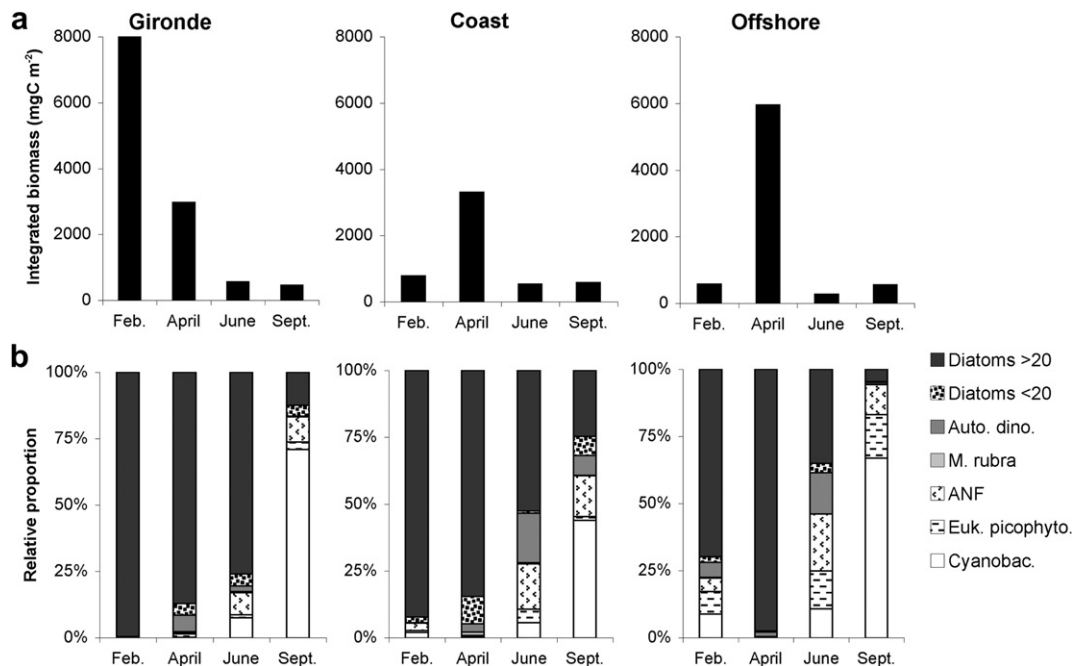 a
Gironde
Coast
Offshore
Integrated biomass (mgC m-2)
8000
6000
4000
2000
0
Feb. April June Sept.
8000
6000
4000
2000
0
Feb. April June Sept.
8000
6000
4000
2000
0
Feb. April June Sept.
b
Relative proportion
100%
75%
50%
25%
0%
Feb. April June Sept.
100%
75%
50%
25%
0%
Feb. April June Sept.
100%
75%
50%
25%
0%
Feb. April June Sept.
Diatoms >20
Diatoms <20
Auto. dino.
M. rubra
ANF
Euk. picophyto.
Cyanobac.